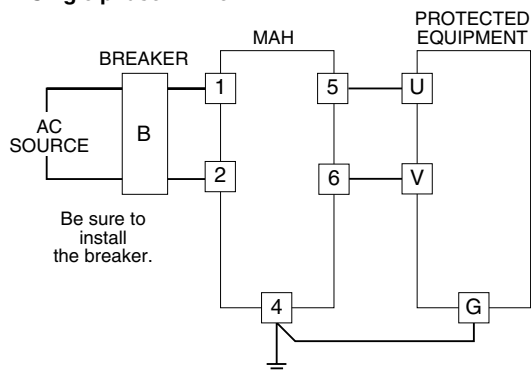 PROTECTED
EQUIPMENT
MAH
BREAKER
1
5
U
AC
SOURCE
B
2
6
V
Be sure to
install
the breaker.
4
G